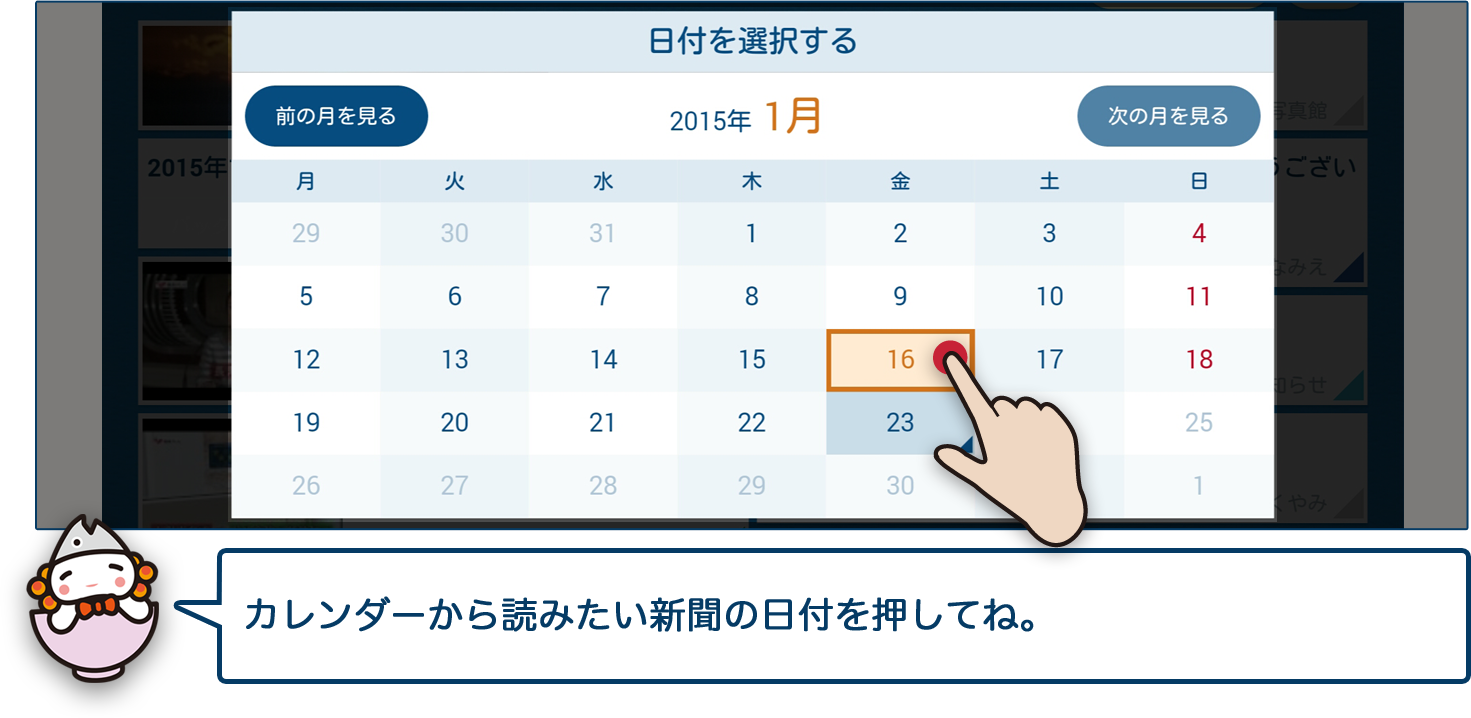 日付を選択する
前の月を見る
2015年 1月
次の月を見る
写真館
2015年
うござい
月 火 水 木 金 土 日
29 30 31 1 2 3 4
なみえ
5 6 7 8 9 10 11
12 13 14 15 16 17 18
知らせ
19 20 21 22 23 25
26 27 28 29 30 1
くやみ
カレンダーから読みたい新聞の日付を押してね。